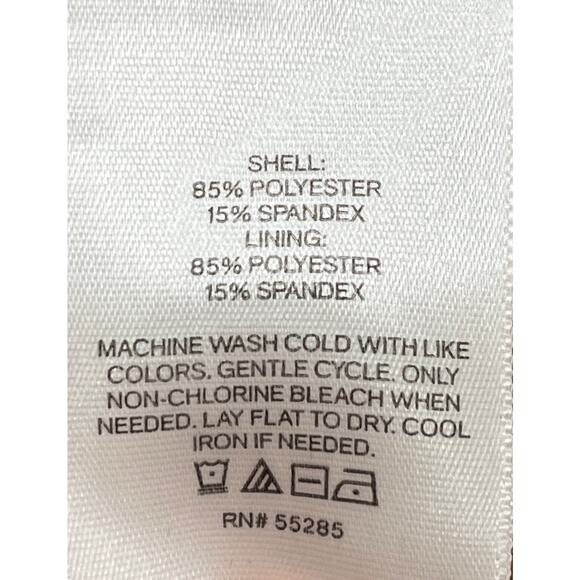 SHELL:
85% POLYESTER
15% SPANDEX
LINING:
85% POLYESTER
15% SPANDEX
MACHINE WASH COLD WITH LIKE
COLORS. GENTLE CYCLE. ONLY
NON-CHLORINE BLEACH WHEN
NEEDED. LAY FLAT TO DRY. COOL
IRON IF NEEDED.
RN# 55285